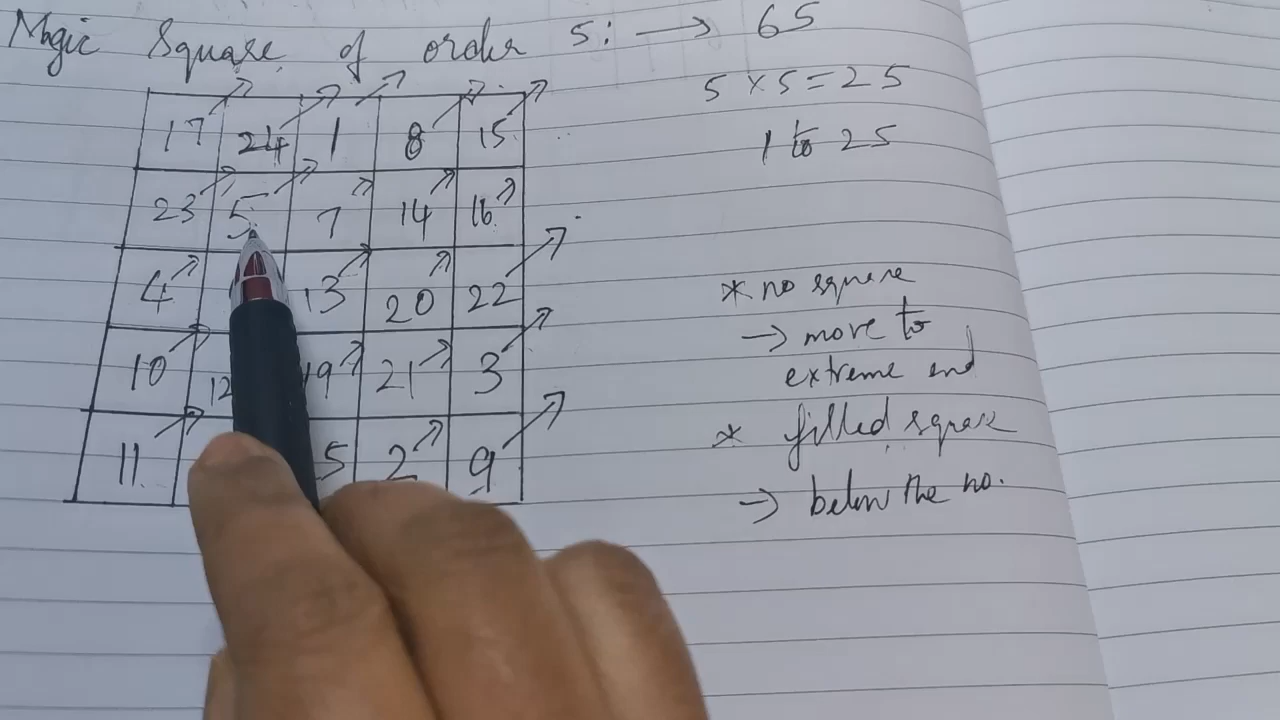 Magic Square of order 5: → 65
5 × 5 = 25
1 to 25
17 24 1 8 15
23 5 7 14 16
4 13 20 22
10 12 19 21 3
11 5 2 9
* no square
→ move to
extreme end
* filled square
→ below the no.